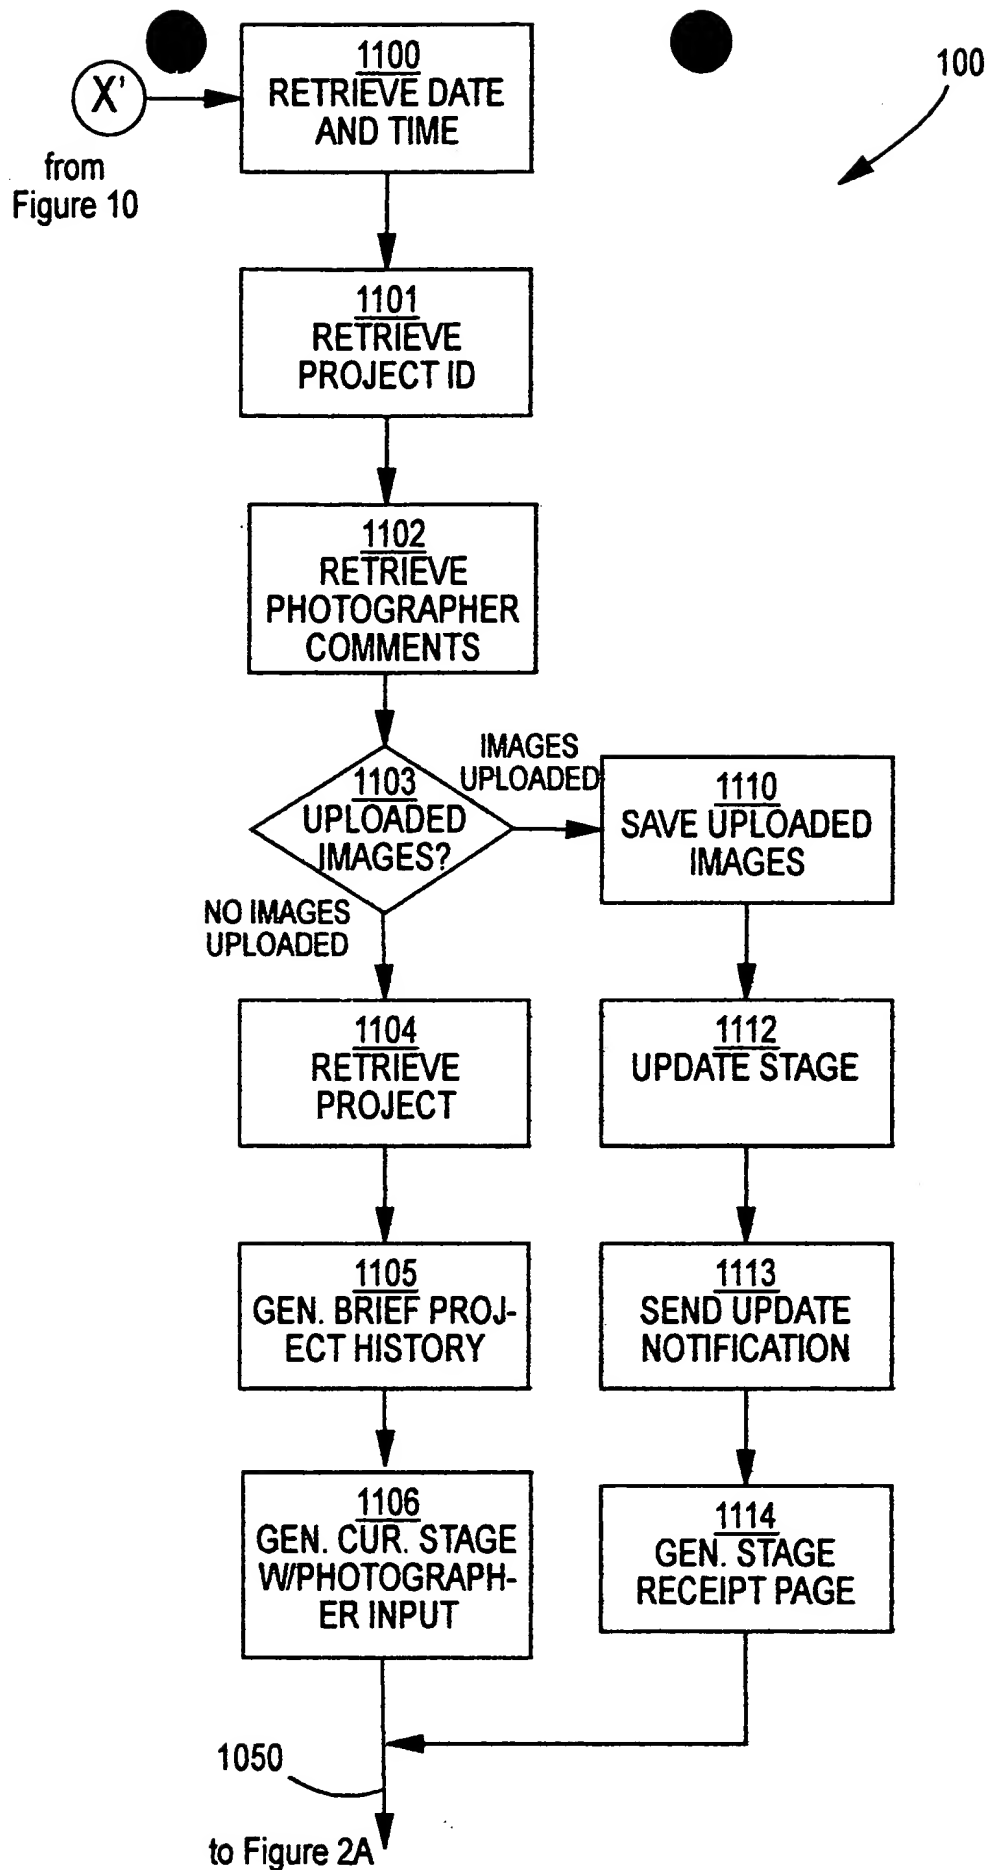 X'
from
Figure 10
1100
RETRIEVE DATE
AND TIME
100
1101
RETRIEVE
PROJECT ID
1102
RETRIEVE
PHOTOGRAPHER
COMMENTS
1103
UPLOADED
IMAGES?
IMAGES
UPLOADED
1110
SAVE UPLOADED
IMAGES
NO IMAGES
UPLOADED
1104
RETRIEVE
PROJECT
1112
UPDATE STAGE
1105
GEN. BRIEF PROJ-
ECT HISTORY
1113
SEND UPDATE
NOTIFICATION
1106
GEN. CUR. STAGE
W/PHOTOGRAPH-
ER INPUT
1114
GEN. STAGE
RECEIPT PAGE
1050
to Figure 2A